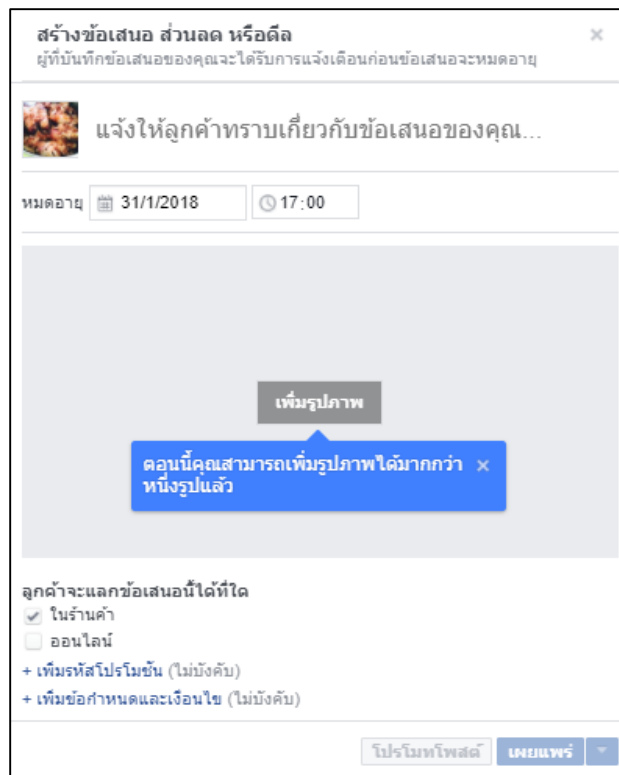 สร้างข้อเสนอ ส่วนลด หรือดีล
ผู้ที่บันทึกข้อเสนอของคุณจะได้รับการแจ้งเตือนก่อนข้อเสนอจะหมดอายุ
แจ้งให้ลูกค้าทราบเกี่ยวกับข้อเสนอของคุณ...
หมดอายุ 31/1/2018 17:00
เพิ่มรูปภาพ
ตอนนี้คุณสามารถเพิ่มรูปภาพได้มากกว่า
หนึ่งรูปแล้ว
ลูกค้าจะแลกข้อเสนอนี้ได้ที่ใด
ในร้านค้า
ออนไลน์
+ เพิ่มรหัสโปรโมชั่น (ไม่บังคับ)
+ เพิ่มข้อกำหนดและเงื่อนไข (ไม่บังคับ)
โปรโมทโพสต์ เผยแพร่